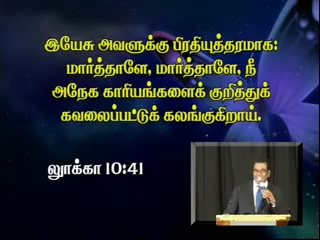 இயேசு அவளுக்கு பிரதியுத்தரமாக:
மார்த்தாளே, மார்த்தாளே, நீ
அநேக காரியங்களைக் குறித்துக்
கவலைப்பட்டுக் கலங்குகிறாய்.
லூக்கா 10:41